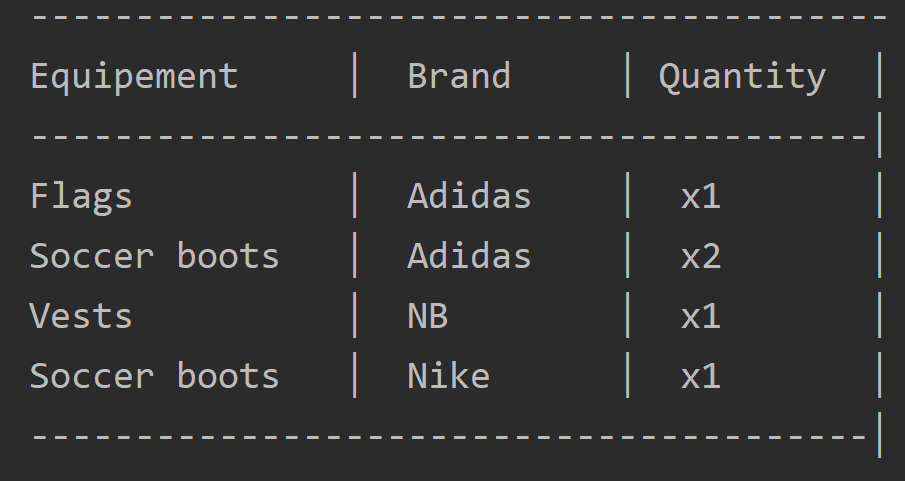 -----------------------------------------
Equipement | Brand | Quantity |
----------------------------------------|
Flags | Adidas | x1 |
Soccer boots | Adidas | x2 |
Vests | NB | x1 |
Soccer boots | Nike | x1 |
----------------------------------------|